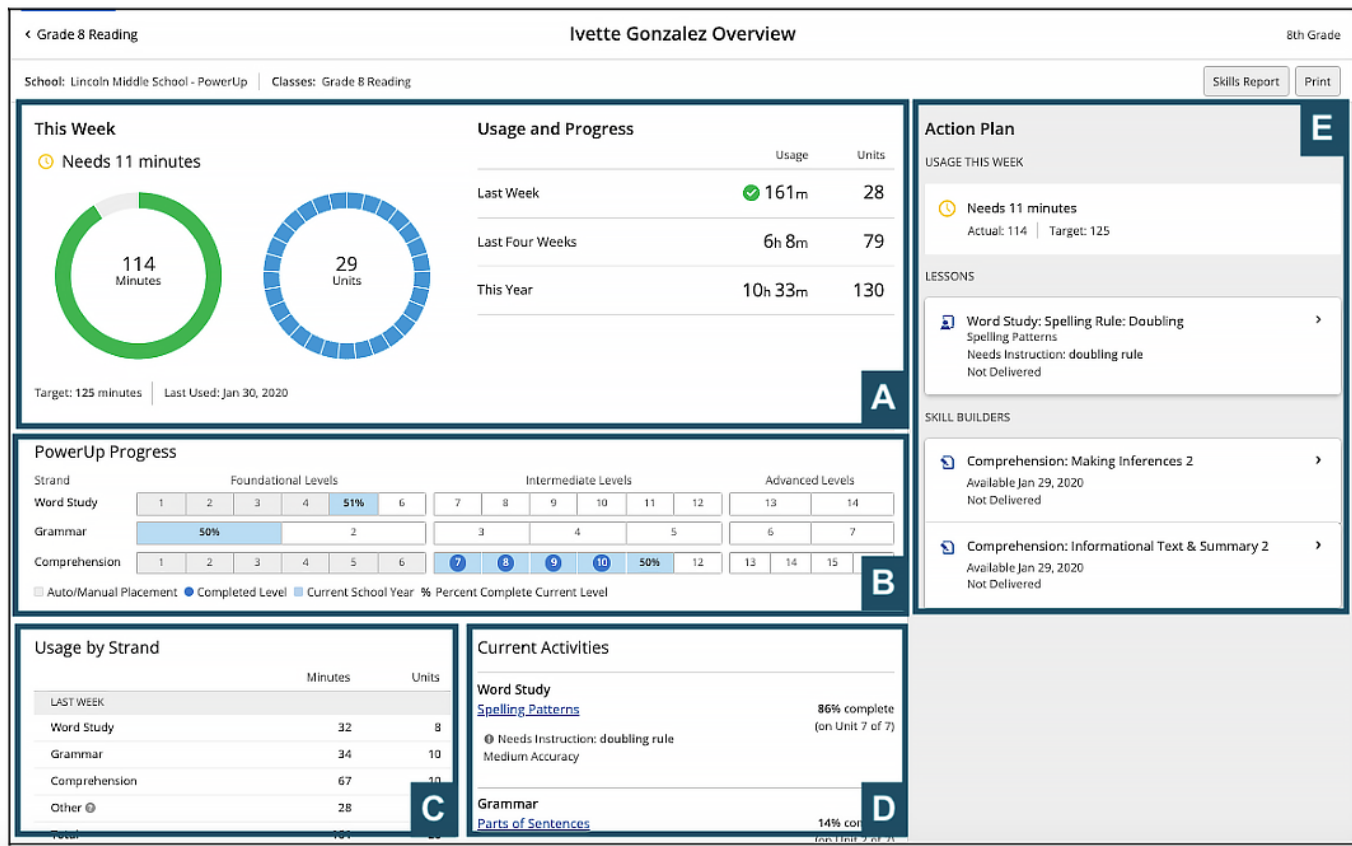 ‹ Grade 8 Reading
Ivette Gonzalez Overview
8th Grade
School: Lincoln Middle School - PowerUp | Classes: Grade 8 Reading
Skills Report
Print
A
This Week
Needs 11 minutes
114
Minutes
29
Units
Target: 125 minutes | Last Used: Jan 30, 2020
Usage and Progress
Usage Units
Last Week 161m 28
Last Four Weeks 6h 8m 79
This Year 10h 33m 130
B
PowerUp Progress
Strand Foundational Levels Intermediate Levels Advanced Levels
Word Study 1 2 3 4 51% 6 7 8 9 10 11 12 13 14
Grammar 50% 2 3 4 5 6 7
Comprehension 1 2 3 4 5 6 7 8 9 10 50% 12 13 14 15
Auto/Manual Placement Completed Level Current School Year % Percent Complete Current Level
C
Usage by Strand
Minutes Units
LAST WEEK
Word Study 32 8
Grammar 34 10
Comprehension 67 10
Other 28
Total
D
Current Activities
Word Study
Spelling Patterns
86% complete
(on Unit 7 of 7)
Needs Instruction: doubling rule
Medium Accuracy
Grammar
Parts of Sentences
14%
(on Unit 2 of 7)
E
Action Plan
USAGE THIS WEEK
Needs 11 minutes
Actual: 114 | Target: 125
LESSONS
Word Study: Spelling Rule: Doubling ›
Spelling Patterns
Needs Instruction: doubling rule
Not Delivered
SKILL BUILDERS
Comprehension: Making Inferences 2 ›
Available Jan 29, 2020
Not Delivered
Comprehension: Informational Text & Summary 2 ›
Available Jan 29, 2020
Not Delivered